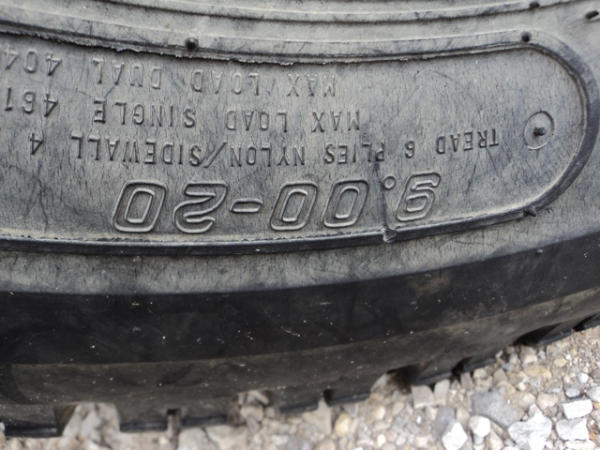 9.00-20
TREAD 6 PLIES NYLON/SIDEWALL 4
MAX LOAD SINGLE 461
MAX LOAD DUAL 404